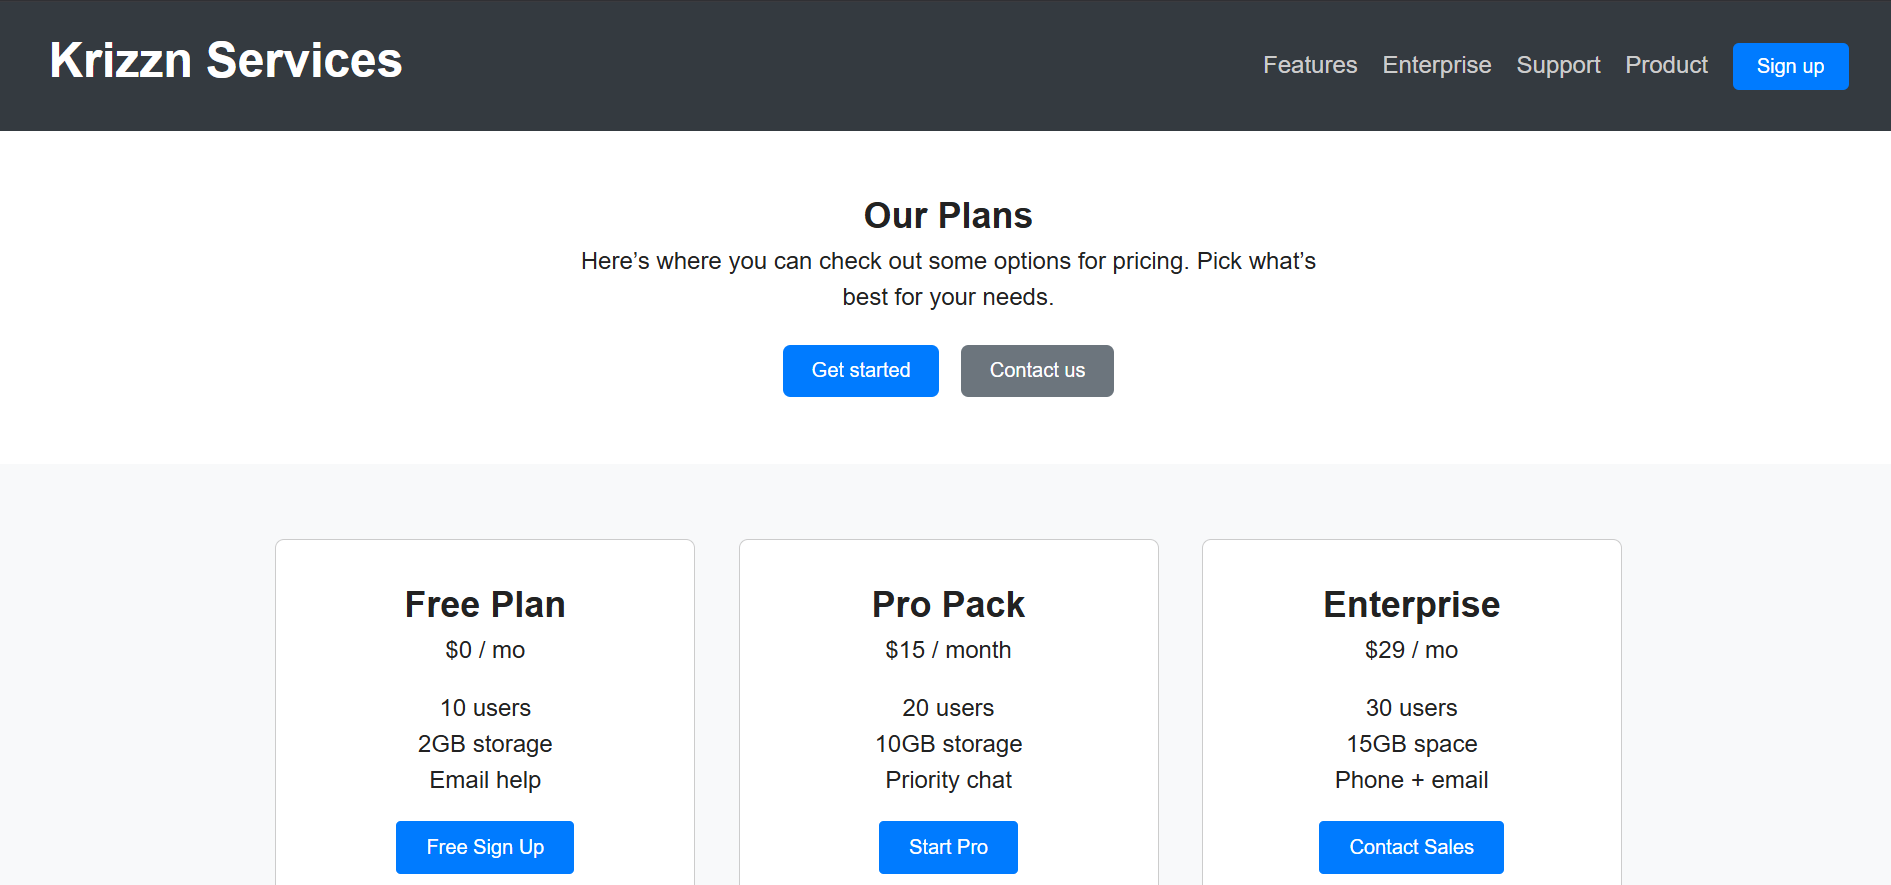 Krizzn Services
Features Enterprise Support Product Sign up
Our Plans
Here’s where you can check out some options for pricing. Pick what’s
best for your needs.
Get started Contact us
Free Plan
$0 / mo
10 users
2GB storage
Email help
Free Sign Up
Pro Pack
$15 / month
20 users
10GB storage
Priority chat
Start Pro
Enterprise
$29 / mo
30 users
15GB space
Phone + email
Contact Sales